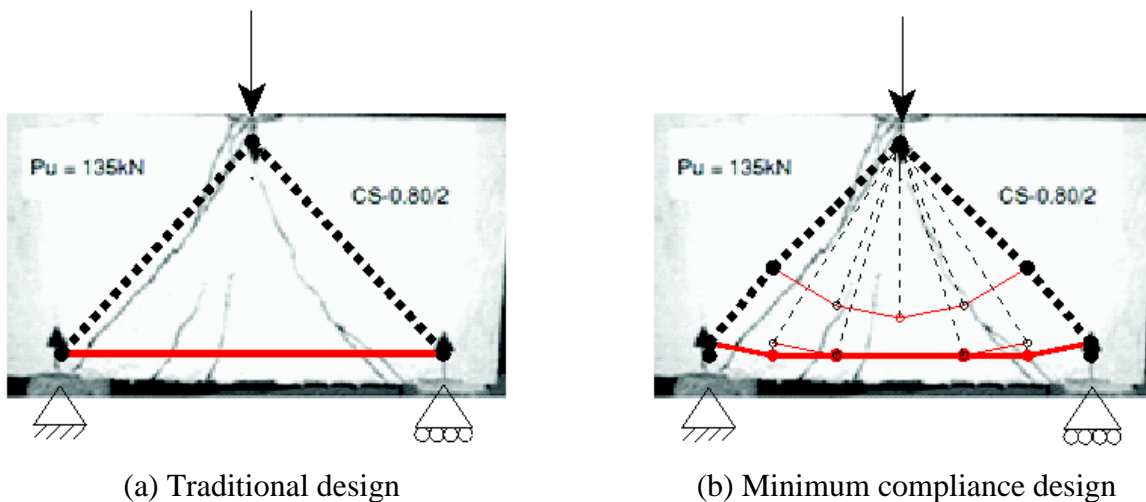 Pu = 135kN
CS-0.80/2
Pu = 135kN
CS-0.80/2
(a) Traditional design
(b) Minimum compliance design